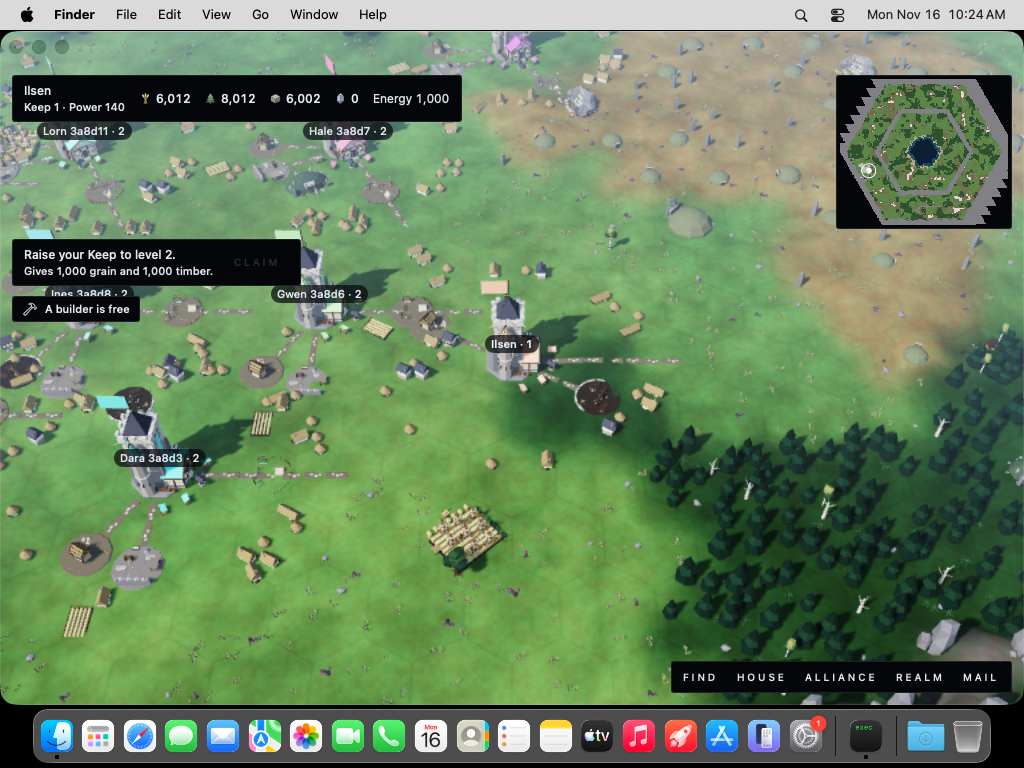 Finder File Edit View Go Window Help Mon Nov 16 10:24 AM
Ilsen
Keep 1 · Power 140
6,012 8,012 6,002 0 Energy 1,000
Lorn 3a8d11 · 2
Hale 3a8d7 · 2
Raise your Keep to level 2.
Gives 1,000 grain and 1,000 timber.
CLAIM
Ines 3a8d8 · 2
Gwen 3a8d6 · 2
A builder is free
Ilsen · 1
Dara 3a8d3 · 2
FIND HOUSE ALLIANCE REALM MAIL
Mon
16
tv
1
exec